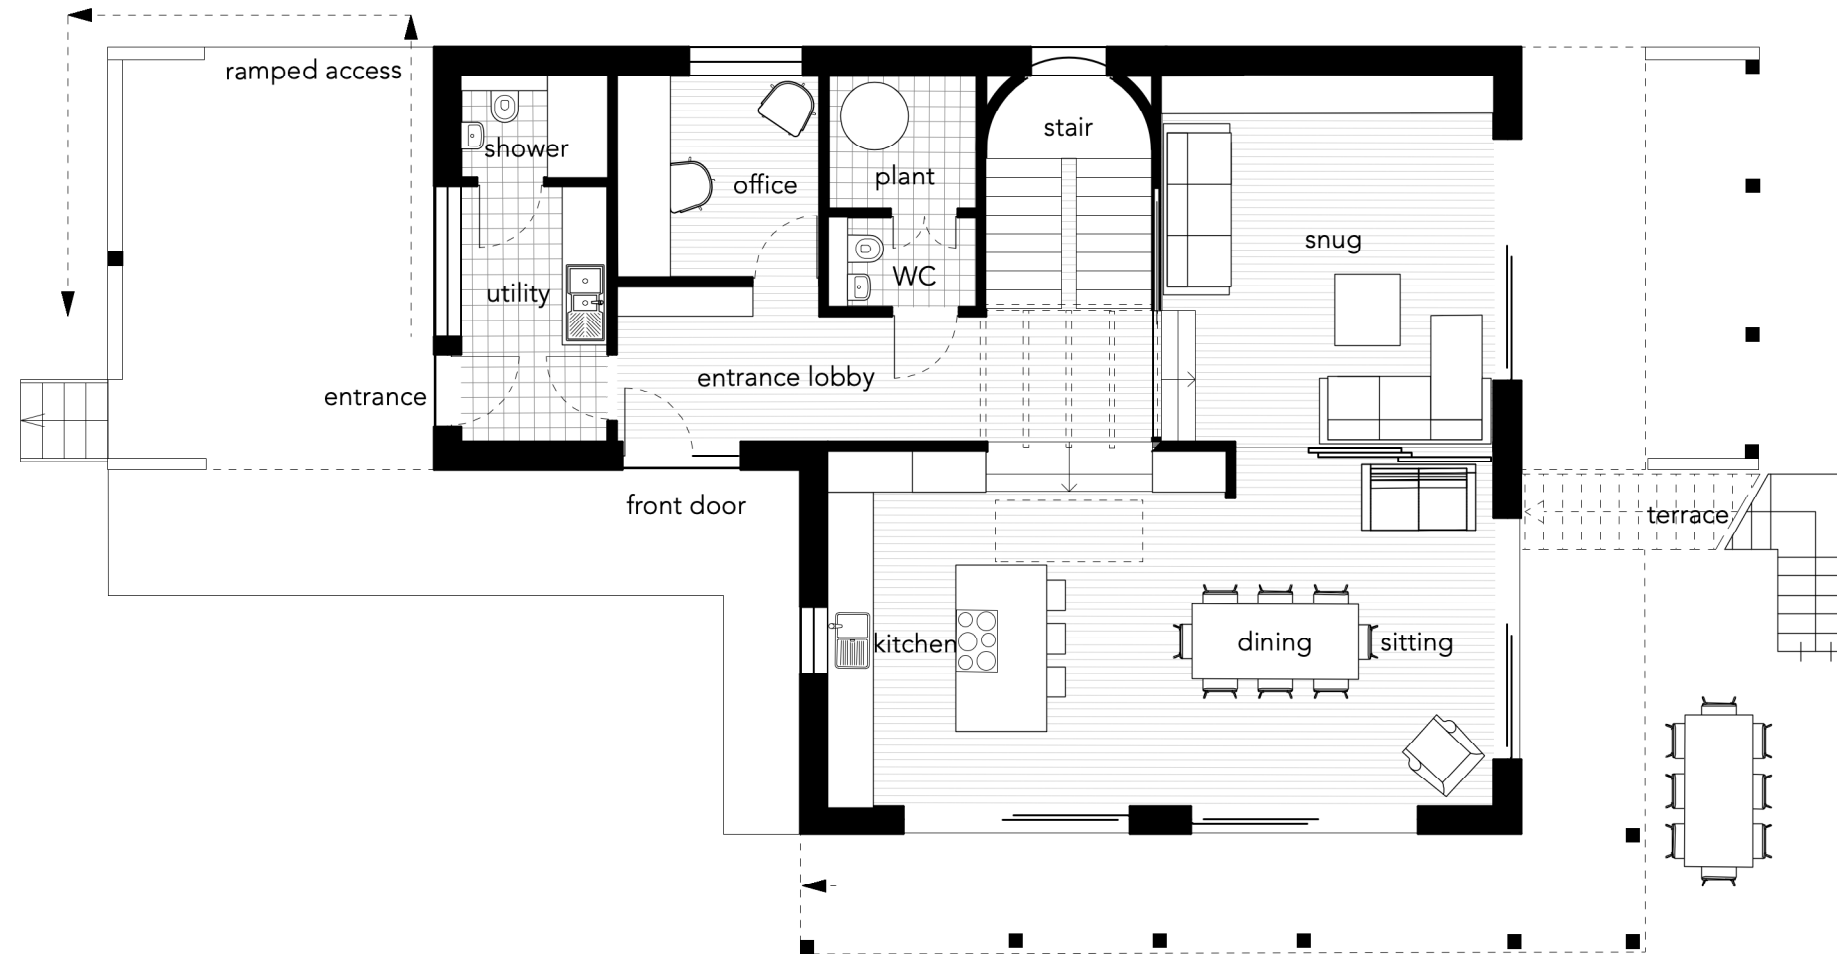 ramped access
stair
shower
plant
office
snug
WC
utility
entrance lobby
entrance
front door
terrace
kitchen
dining
sitting